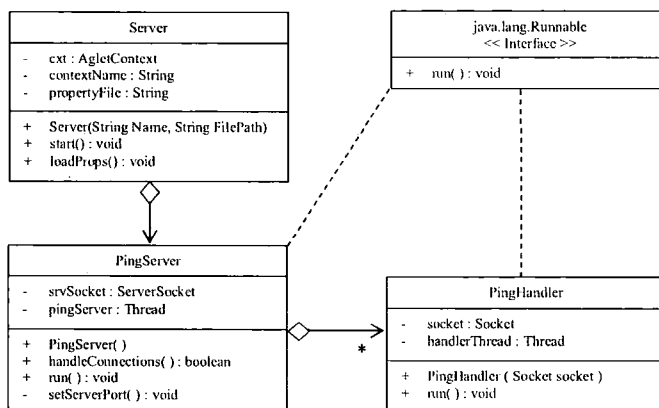 Server
- cxt : AgletContext
- contextName : String
- propertyFile : String
+ Server(String Name, String FilePath)
+ start() : void
+ loadProps() : void
java.lang.Runnable
<< Interface >>
+ run( ) : void
PingServer
- srvSocket : ServerSocket
- pingServer : Thread
+ PingServer( )
+ handleConnections( ) : boolean
+ run( ) : void
- setServerPort( ) : void
*
PingHandler
- socket : Socket
- handlerThread : Thread
+ PingHandler ( Socket socket )
+ run( ) : void